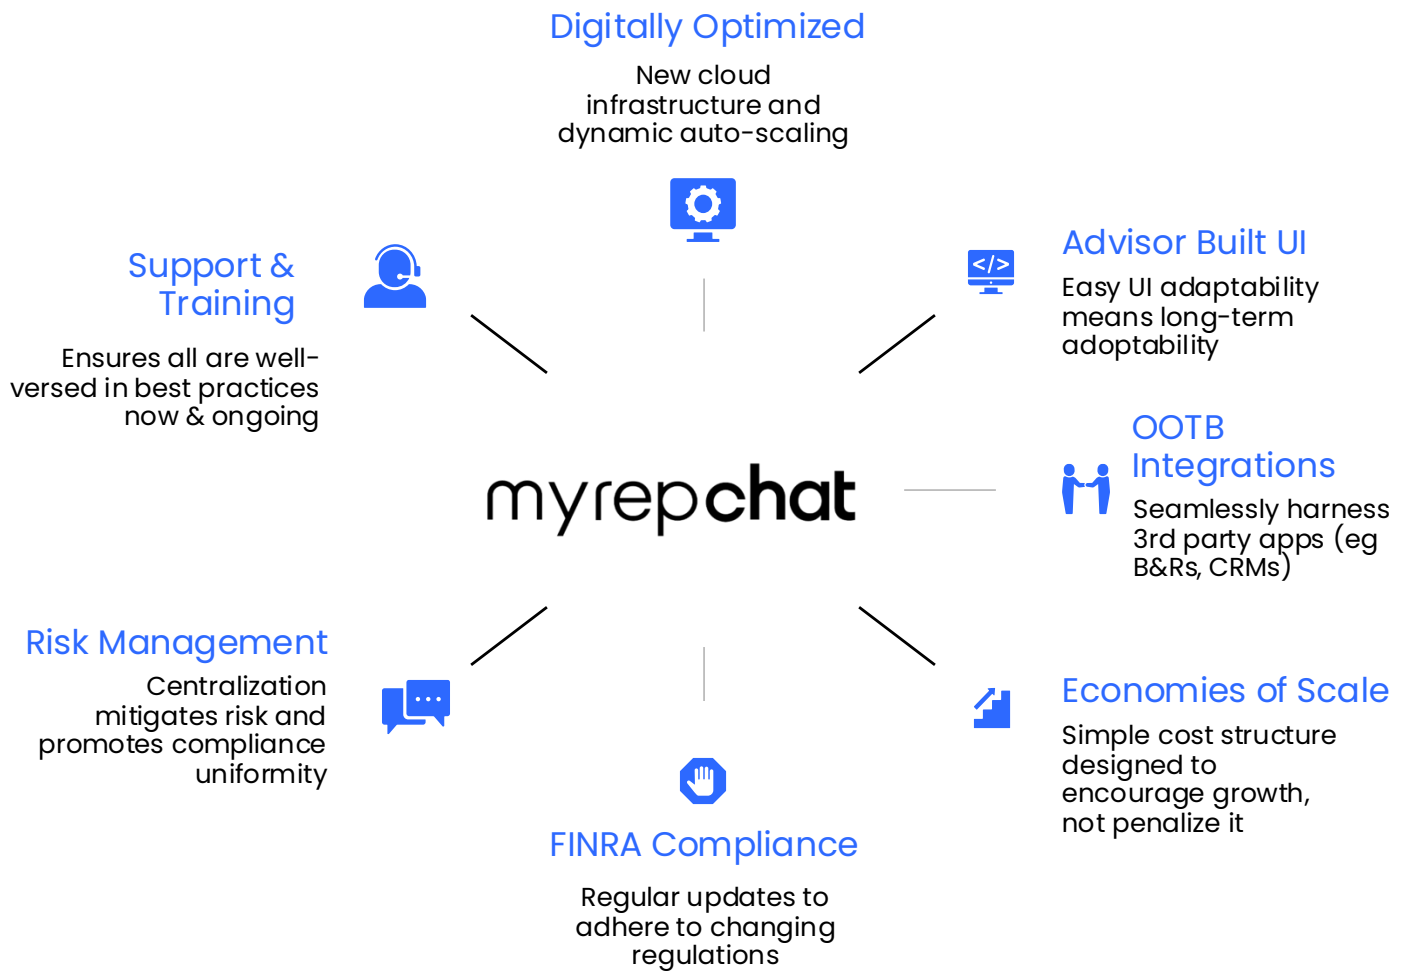 Digitally Optimized
New cloud
infrastructure and
dynamic auto-scaling
Advisor Built UI
Easy UI adaptability
means long-term
adoptability
</>
OOTB
Integrations
Seamlessly harness
3rd party apps (eg
B&Rs, CRMs)
Economies of Scale
Simple cost structure
designed to
encourage growth,
not penalize it
FINRA Compliance
Regular updates to
adhere to changing
regulations
Risk Management
Centralization
mitigates risk and
promotes compliance
uniformity
Support &
Training
Ensures all are well-
versed in best practices
now & ongoing
myrepchat